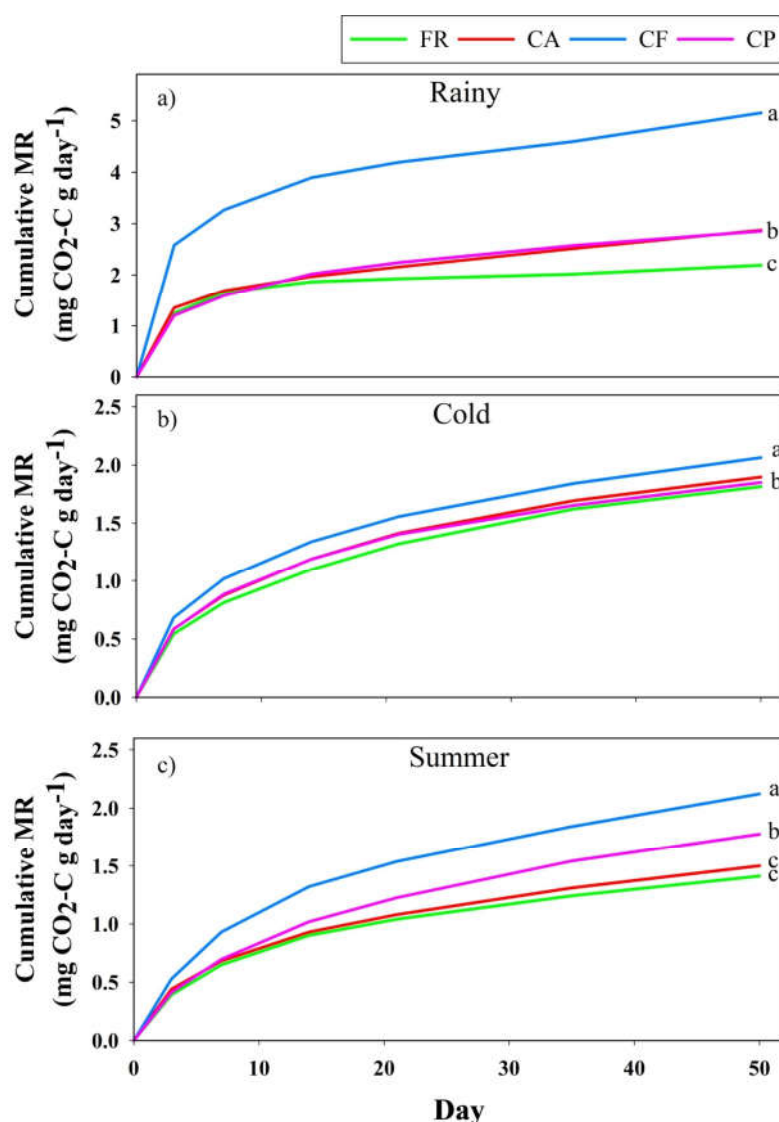 FR CA CF CP
a) Rainy
Cumulative MR
(mg CO2-C g day-1)
5
4
3
2
1
0
a
b
c
b) Cold
Cumulative MR
(mg CO2-C g day-1)
2.5
2.0
1.5
1.0
0.5
0.0
a
b
c) Summer
Cumulative MR
(mg CO2-C g day-1)
2.5
2.0
1.5
1.0
0.5
0.0
a
b
c
c
0 10 20 30 40 50
Day